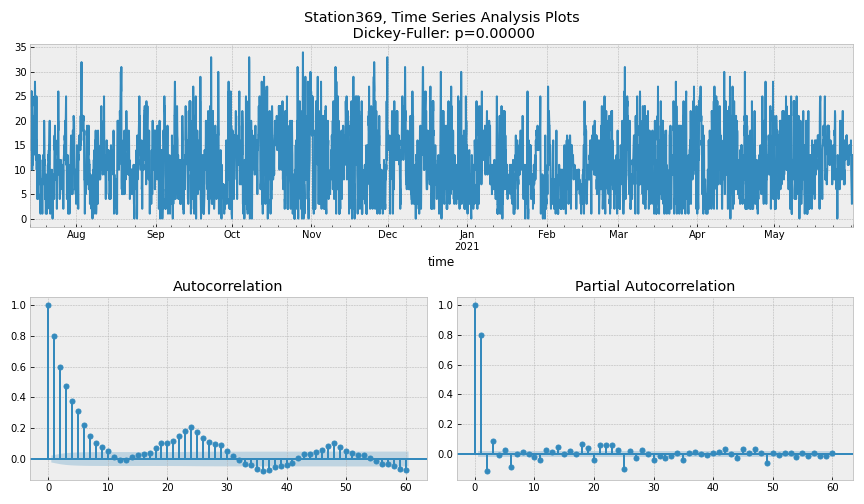 Station369, Time Series Analysis Plots
Dickey-Fuller: p=0.00000
35
30
25
20
15
10
5
0
Aug Sep Oct Nov Dec Jan Feb Mar Apr May
2021
time
Autocorrelation Partial Autocorrelation
1.0 1.0
0.8 0.8
0.6 0.6
0.4 0.4
0.2 0.2
0.0 0.0
0 10 20 30 40 50 60 0 10 20 30 40 50 60